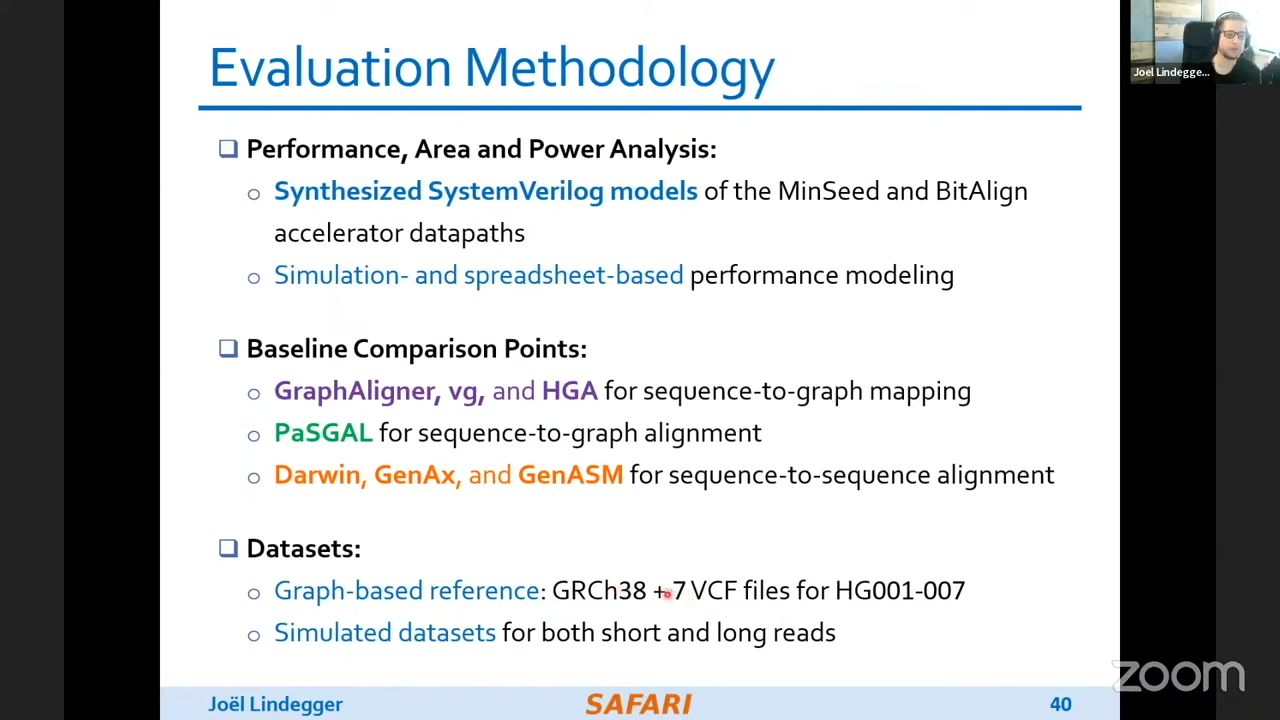 Evaluation Methodology
Joel Lindegge...
❑ Performance, Area and Power Analysis:
o Synthesized SystemVerilog models of the MinSeed and BitAlign
accelerator datapaths
o Simulation- and spreadsheet-based performance modeling
❑ Baseline Comparison Points:
o GraphAligner, vg, and HGA for sequence-to-graph mapping
o PaSGAL for sequence-to-graph alignment
o Darwin, GenAx, and GenASM for sequence-to-sequence alignment
❑ Datasets:
o Graph-based reference: GRCh38 + 7 VCF files for HG001-007
o Simulated datasets for both short and long reads
zoom
Joël Lindegger
SAFARI
40